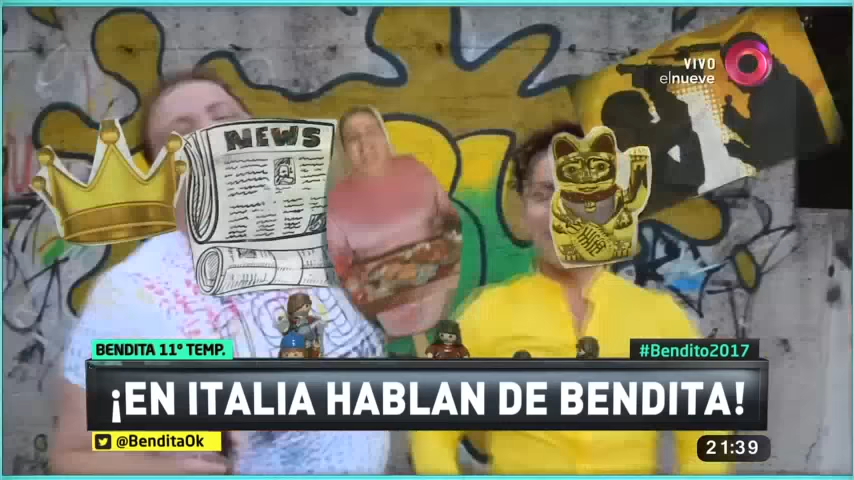 VIVO
elnueve
NEWS
BENDITA 11° TEMP.
#Bendito2017
¡EN ITALIA HABLAN DE BENDITA!
@BenditaOk
21:39